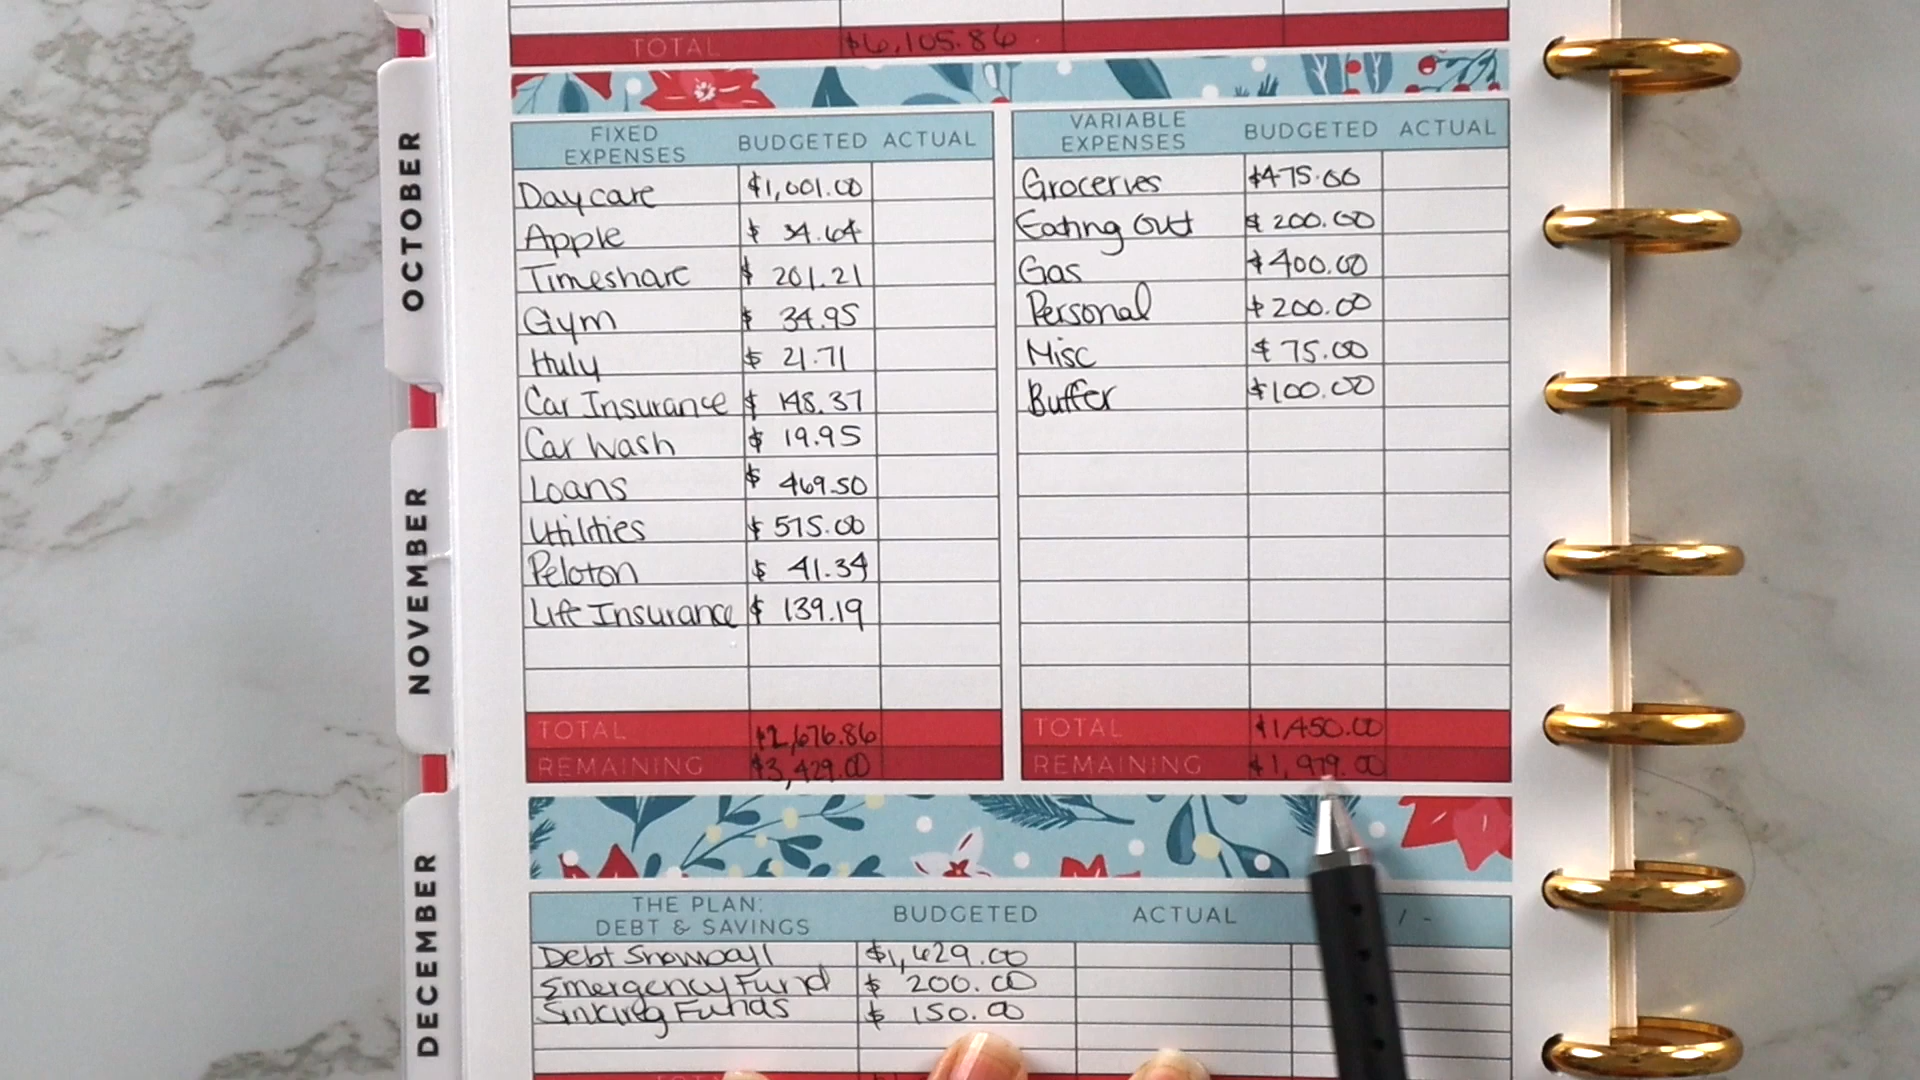 TOTAL $6,105.86
FIXED EXPENSES BUDGETED ACTUAL
Daycare $1,001.00
Apple $ 34.64
Timeshare $ 201.21
Gym $ 34.95
Huly $ 21.71
Car Insurance $ 148.37
Car Wash $ 19.95
Loans $ 469.50
Utilities $ 575.00
Peloton $ 41.34
Life Insurance $ 139.19
TOTAL $2,676.86
REMAINING $3,429.00
VARIABLE EXPENSES BUDGETED ACTUAL
Groceries $475.00
Eating Out $ 200.00
Gas $400.00
Personal $200.00
Misc $ 75.00
Buffer $100.00
TOTAL $1,450.00
REMAINING $1,979.00
THE PLAN:
DEBT & SAVINGS BUDGETED ACTUAL / -
Debt Snowball $1,629.00
Emergency Fund $ 200.00
Sinking Funds $ 150.00
OCTOBER
NOVEMBER
DECEMBER